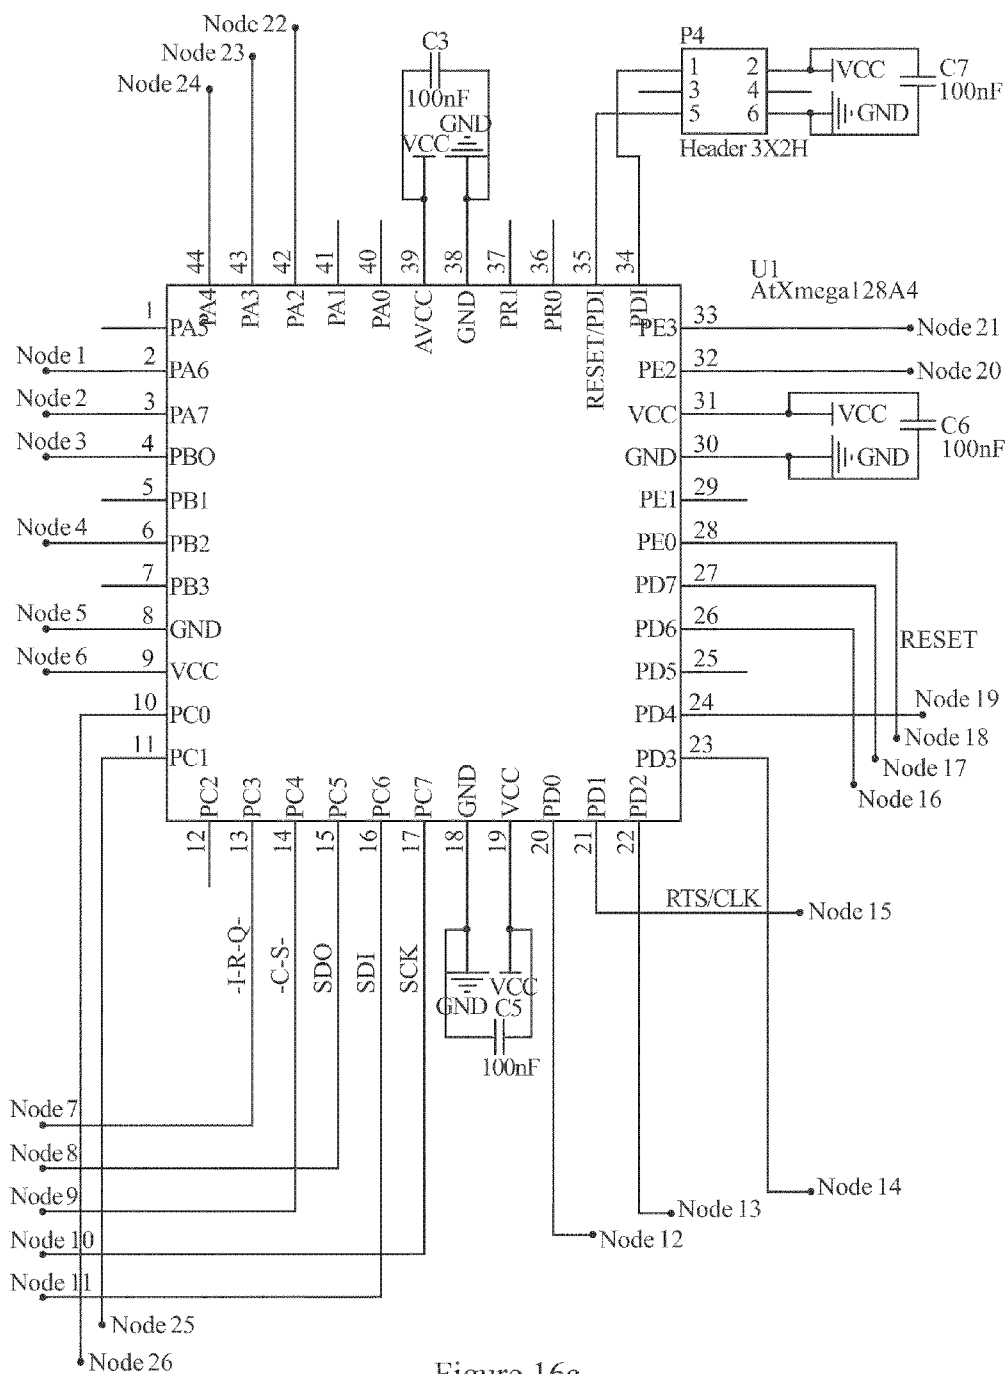 Node 22
Node 23
Node 24
C3
100nF
VCC
GND
P4
1 2
3 4
5 6
Header 3X2H
VCC
GND
C7
100nF
44
43
42
41
40
39
38
37
36
35
34
PA4
PA3
PA2
PA1
PA0
AVCC
GND
PR1
PR0
RESET/PDI
PDI
U1
AtXmega128A4
1 PA5
Node 1 2 PA6
Node 2 3 PA7
Node 3 4 PBO
5 PB1
Node 4 6 PB2
7 PB3
Node 5 8 GND
Node 6 9 VCC
10 PC0
11 PC1
PE3 33 Node 21
PE2 32 Node 20
VCC 31 VCC
GND 30 GND
C6
100nF
PE1 29
PE0 28
PD7 27
PD6 26
RESET
PD5 25
PD4 24 Node 19
PD3 23
Node 18
Node 17
Node 16
PC2
PC3
PC4
PC5
PC6
PC7
GND
VCC
PD0
PD1
PD2
12
13
14
15
16
17
18
19
20
21
22
RTS/CLK Node 15
-I-R-Q-
-C-S-
SDO
SDI
SCK
GND
VCC
C5
100nF
Node 7
Node 8
Node 9
Node 10
Node 11
Node 14
Node 13
Node 12
Node 25
Node 26